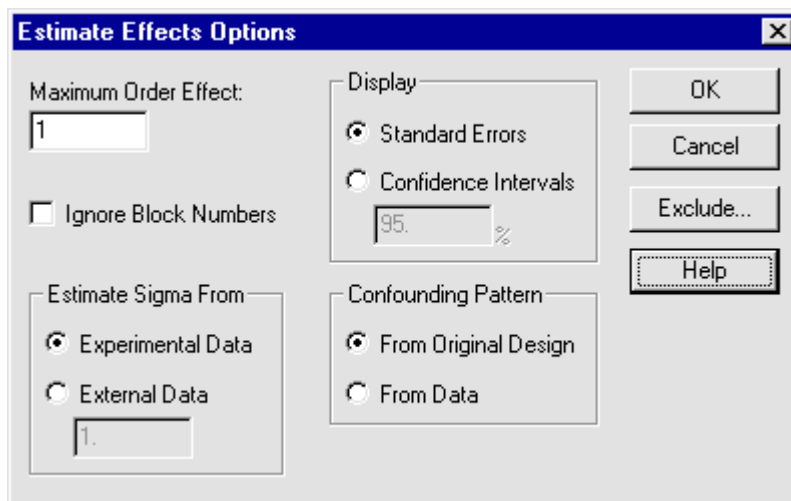 Estimate Effects Options
Maximum Order Effect:
1
Ignore Block Numbers
Display
Standard Errors
Confidence Intervals
95.
%
OK
Cancel
Exclude...
Help
Estimate Sigma From
Experimental Data
External Data
1.
Confounding Pattern
From Original Design
From Data